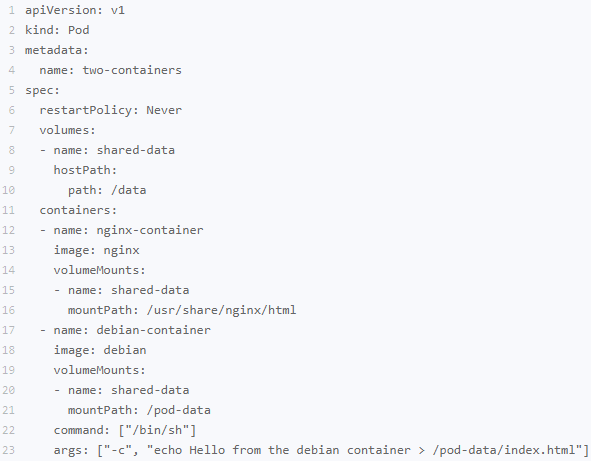 1 apiVersion: v1
2 kind: Pod
3 metadata:
4   name: two-containers
5 spec:
6   restartPolicy: Never
7   volumes:
8   - name: shared-data
9     hostPath:
10       path: /data
11   containers:
12   - name: nginx-container
13     image: nginx
14     volumeMounts:
15     - name: shared-data
16       mountPath: /usr/share/nginx/html
17   - name: debian-container
18     image: debian
19     volumeMounts:
20     - name: shared-data
21       mountPath: /pod-data
22     command: ["/bin/sh"]
23     args: ["-c", "echo Hello from the debian container > /pod-data/index.html"]